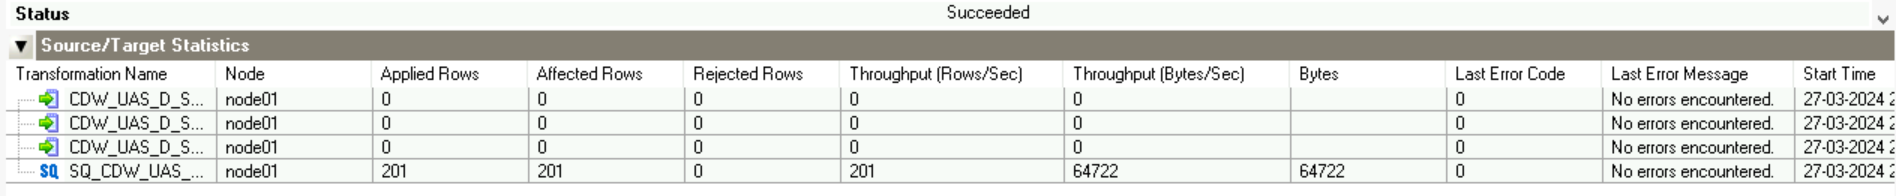 Status Succeeded
Source/Target Statistics
Transformation Name Node Applied Rows Affected Rows Rejected Rows Throughput (Rows/Sec) Throughput (Bytes/Sec) Bytes Last Error Code Last Error Message Start Time
CDW_UAS_D_S... node01 0 0 0 0 0 0 No errors encountered. 27-03-2024 2
CDW_UAS_D_S... node01 0 0 0 0 0 0 No errors encountered. 27-03-2024 2
CDW_UAS_D_S... node01 0 0 0 0 0 0 No errors encountered. 27-03-2024 2
SQ SQ_CDW_UAS_... node01 201 201 0 201 64722 64722 0 No errors encountered. 27-03-2024 2